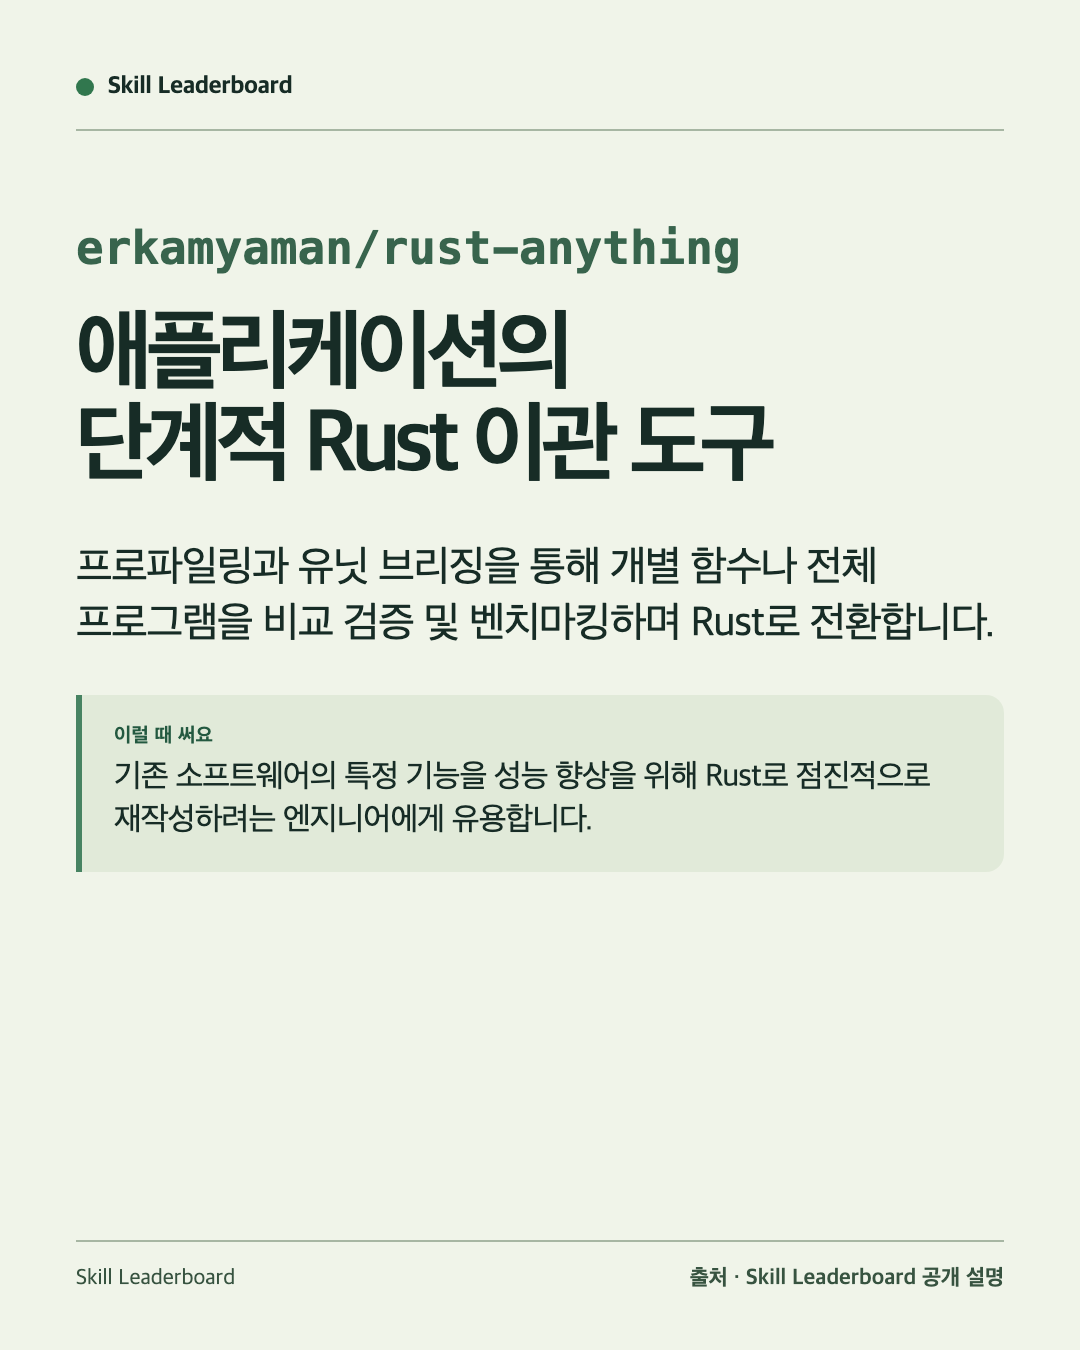 Skill Leaderboard
erkamyaman/rust-anything
애플리케이션의
단계적 Rust 이관 도구
프로파일링과 유닛 브리징을 통해 개별 함수나 전체
프로그램을 비교 검증 및 벤치마킹하며 Rust로 전환합니다.
이럴 때 써요
기존 소프트웨어의 특정 기능을 성능 향상을 위해 Rust로 점진적으로
재작성하려는 엔지니어에게 유용합니다.
Skill Leaderboard
출처 · Skill Leaderboard 공개 설명